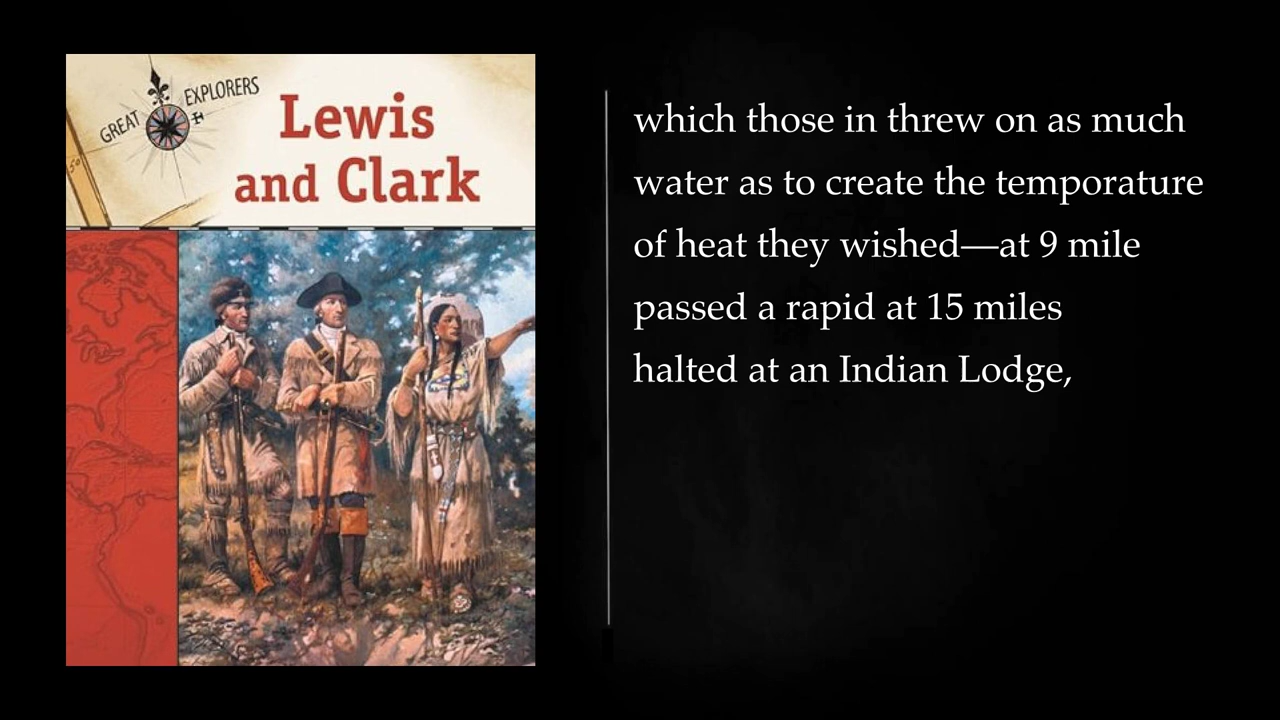 GREAT EXPLORERS
Lewis
and Clark
50
which those in threw on as much
water as to create the temporature
of heat they wished—at 9 mile
passed a rapid at 15 miles
halted at an Indian Lodge,